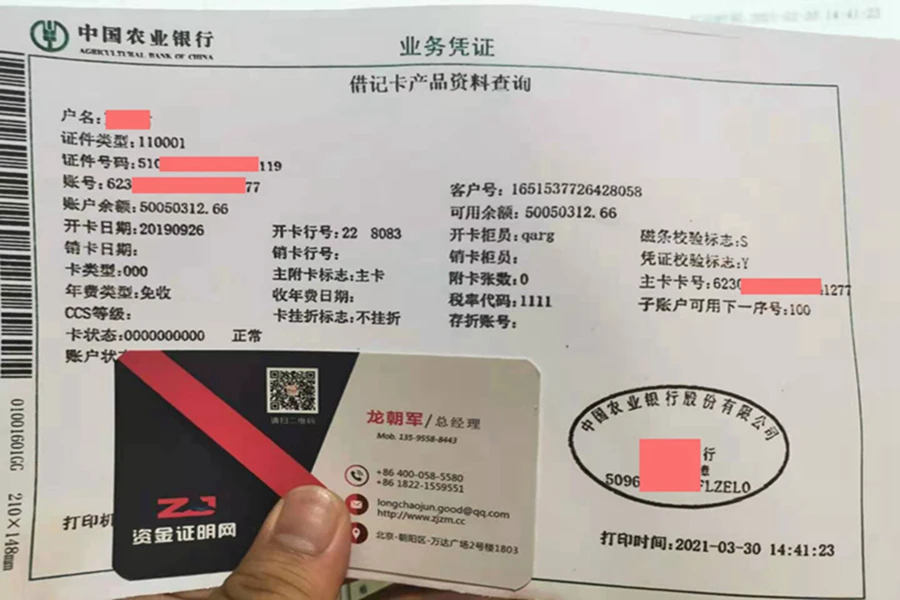 中国农业银行
AGRICULTURAL BANK OF CHINA
业务凭证
借记卡产品资料查询
户名:
证件类型:110001
证件号码:510 119
账号:623 77
客户号: 1651537726428058
账户余额:50050312.66
可用余额: 50050312.66
开卡日期:20190926
开卡行号:22 8083
开卡柜员:qarg
磁条校验标志:S
销卡日期:
销卡行号:
销卡柜员:
凭证校验标志:Y
卡类型:000
主附卡标志:主卡
附卡张数:0
主卡卡号:6230 1277
年费类型:免收
收年费日期:
税率代码:1111
子账户可用下一序号:100
CCS等级:
卡挂折标志:不挂折
存折账号:
卡状态:0000000000 正常
账户状
请扫二维码
龙朝军/总经理
Mob. 135-9558-8443
+86 400-058-5580
+86 1822-1559551
longchaojun.good@qq.com
http://www.zjzm.cc
北京-朝阳区-万达广场2号楼1803
ZJ
资金证明网
中国农业银行股份有限公司
行
5096 FLZEL0
打印机
打印时间:2021-03-30 14:41:23
210×148mm